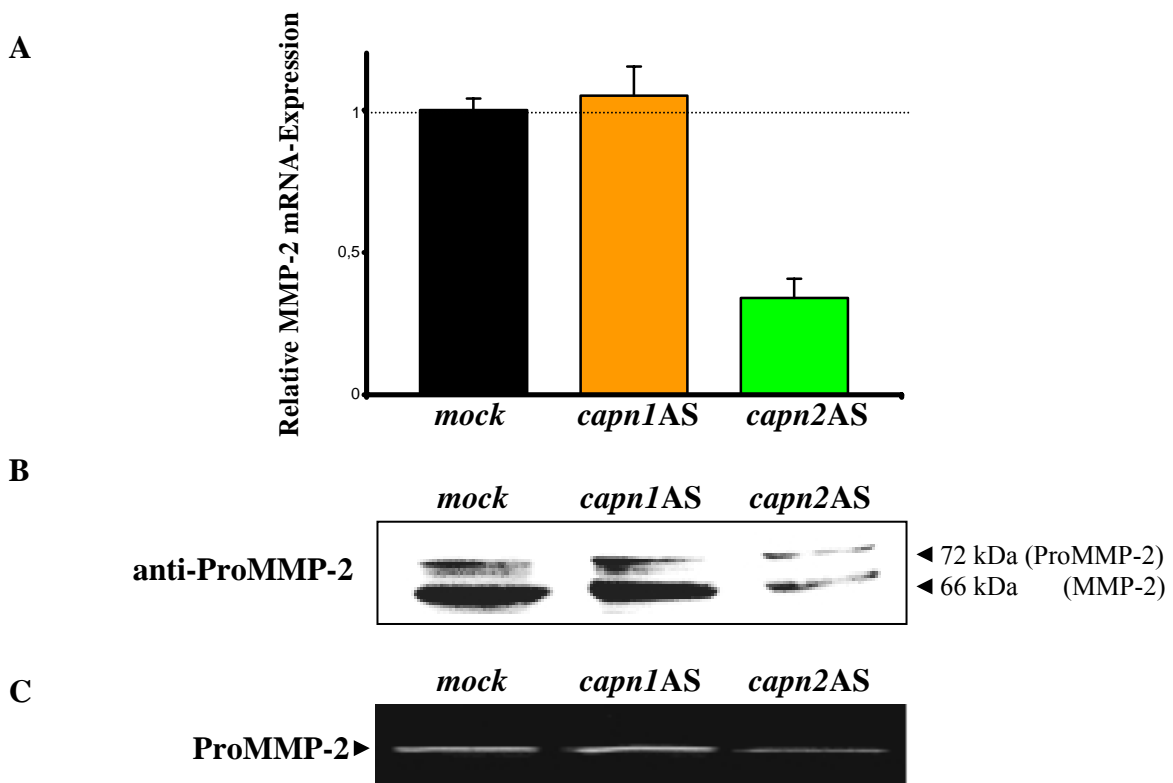 A
Relative MMP-2 mRNA-Expression
1
0,5
0
mock capn1AS capn2AS
B
mock capn1AS capn2AS
anti-ProMMP-2
◄ 72 kDa (ProMMP-2)
◄ 66 kDa (MMP-2)
C
mock capn1AS capn2AS
ProMMP-2►